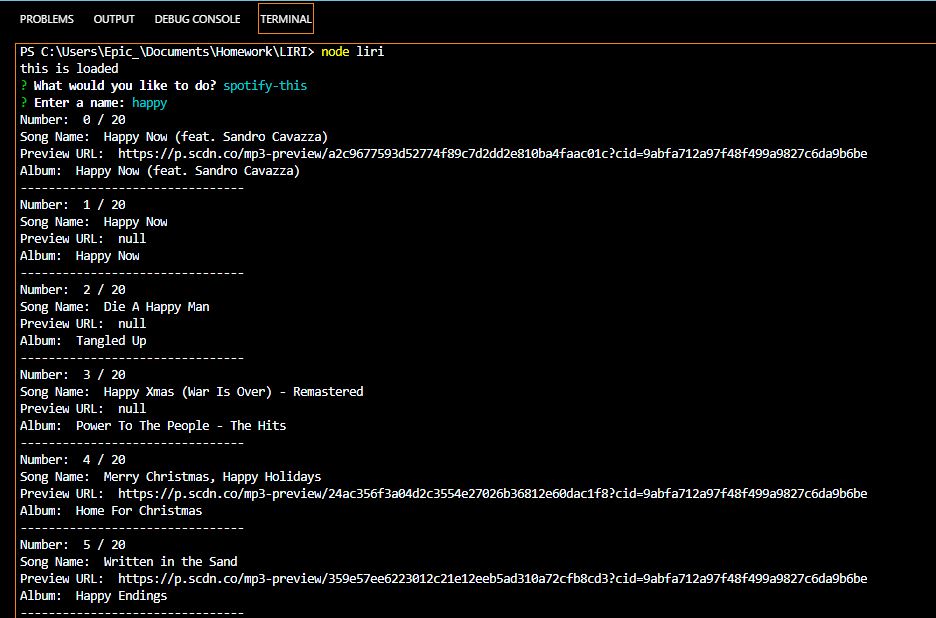 PROBLEMS OUTPUT DEBUG CONSOLE TERMINAL
PS C:\Users\Epic_\Documents\Homework\LIRI> node liri
this is loaded
? What would you like to do? spotify-this
? Enter a name: happy
Number:  0 / 20
Song Name:  Happy Now (feat. Sandro Cavazza)
Preview URL:  https://p.scdn.co/mp3-preview/a2c9677593d52774f89c7d2dd2e810ba4faac01c?cid=9abfa712a97f48f499a9827c6da9b6be
Album:  Happy Now (feat. Sandro Cavazza)
--------------------------------
Number:  1 / 20
Song Name:  Happy Now
Preview URL:  null
Album:  Happy Now
--------------------------------
Number:  2 / 20
Song Name:  Die A Happy Man
Preview URL:  null
Album:  Tangled Up
--------------------------------
Number:  3 / 20
Song Name:  Happy Xmas (War Is Over) - Remastered
Preview URL:  null
Album:  Power To The People - The Hits
--------------------------------
Number:  4 / 20
Song Name:  Merry Christmas, Happy Holidays
Preview URL:  https://p.scdn.co/mp3-preview/24ac356f3a04d2c3554e27026b36812e60dac1f8?cid=9abfa712a97f48f499a9827c6da9b6be
Album:  Home For Christmas
--------------------------------
Number:  5 / 20
Song Name:  Written in the Sand
Preview URL:  https://p.scdn.co/mp3-preview/359e57ee6223012c21e12eeb5ad310a72cfb8cd3?cid=9abfa712a97f48f499a9827c6da9b6be
Album:  Happy Endings
--------------------------------